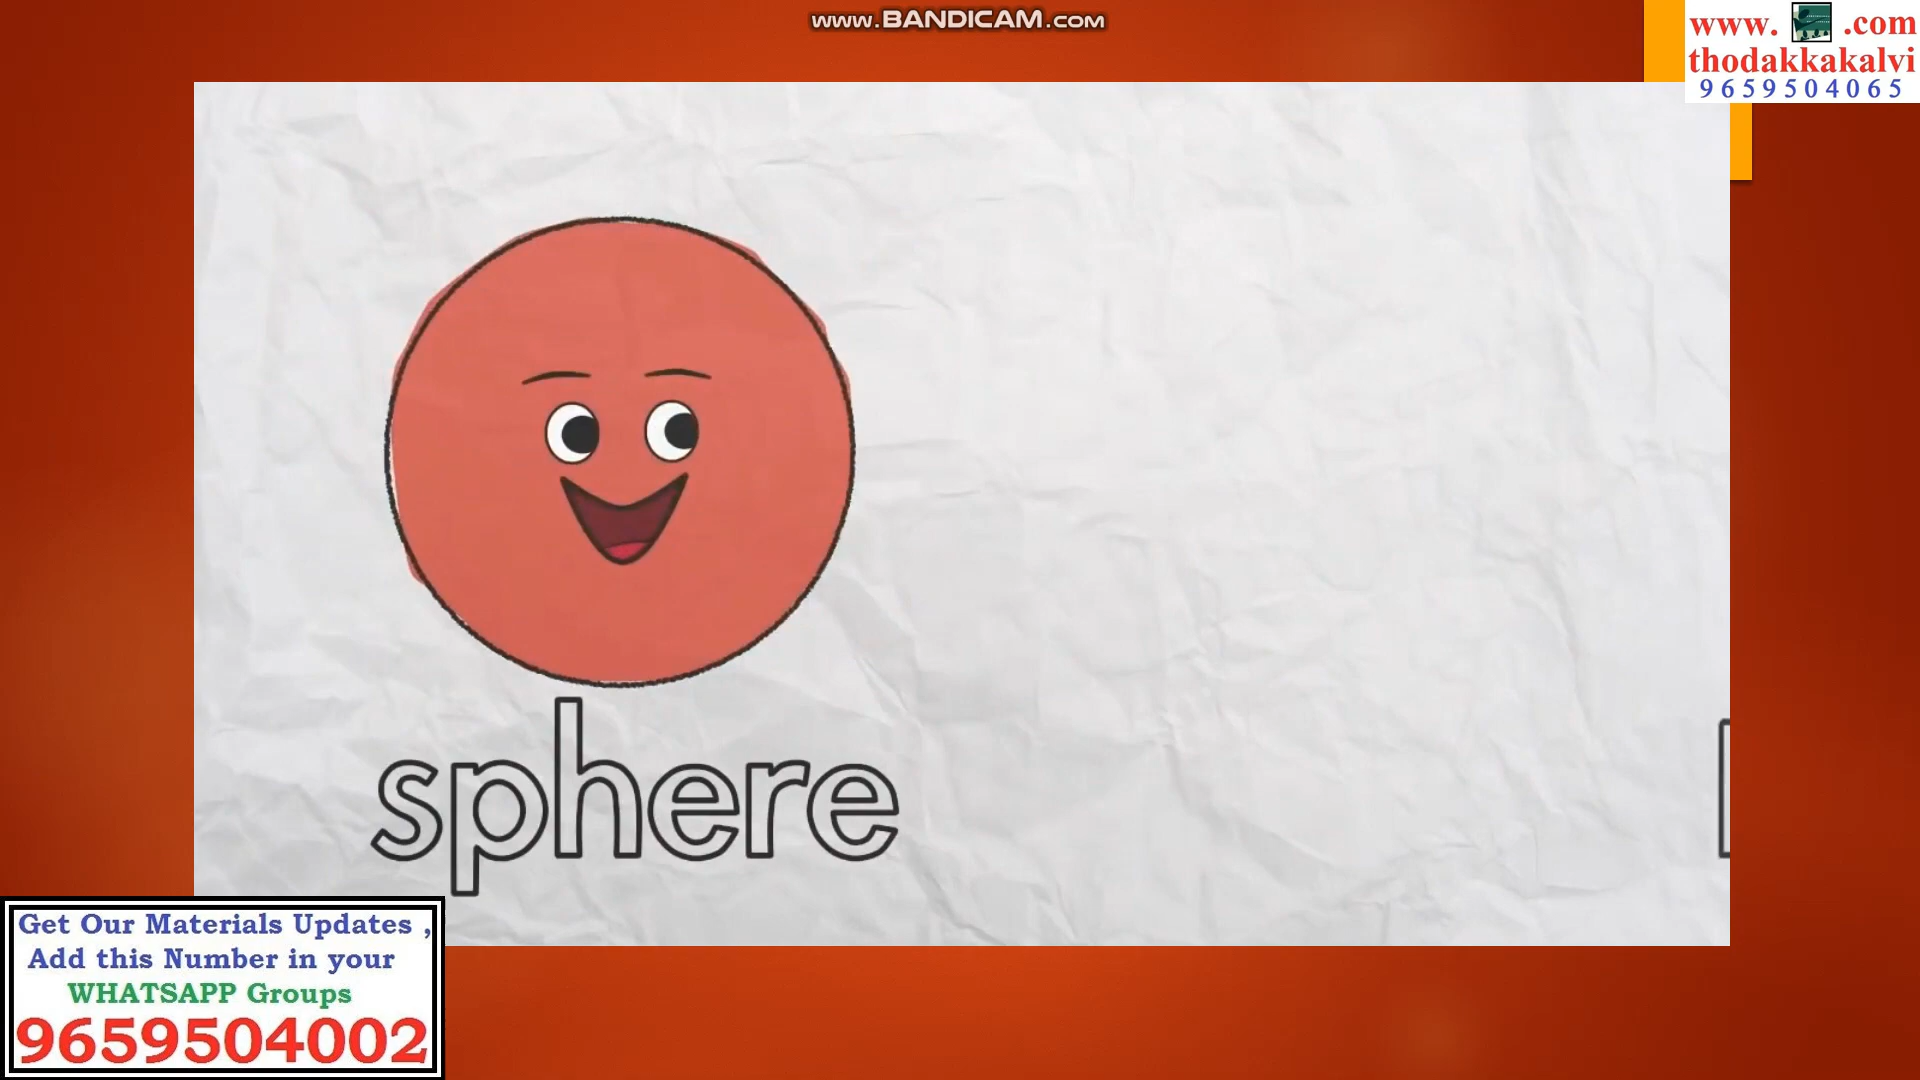 www.BANDICAM.com
www. .com
thodakkakalvi
9659504065
sphere
Get Our Materials Updates ,
Add this Number in your
WHATSAPP Groups
9659504002